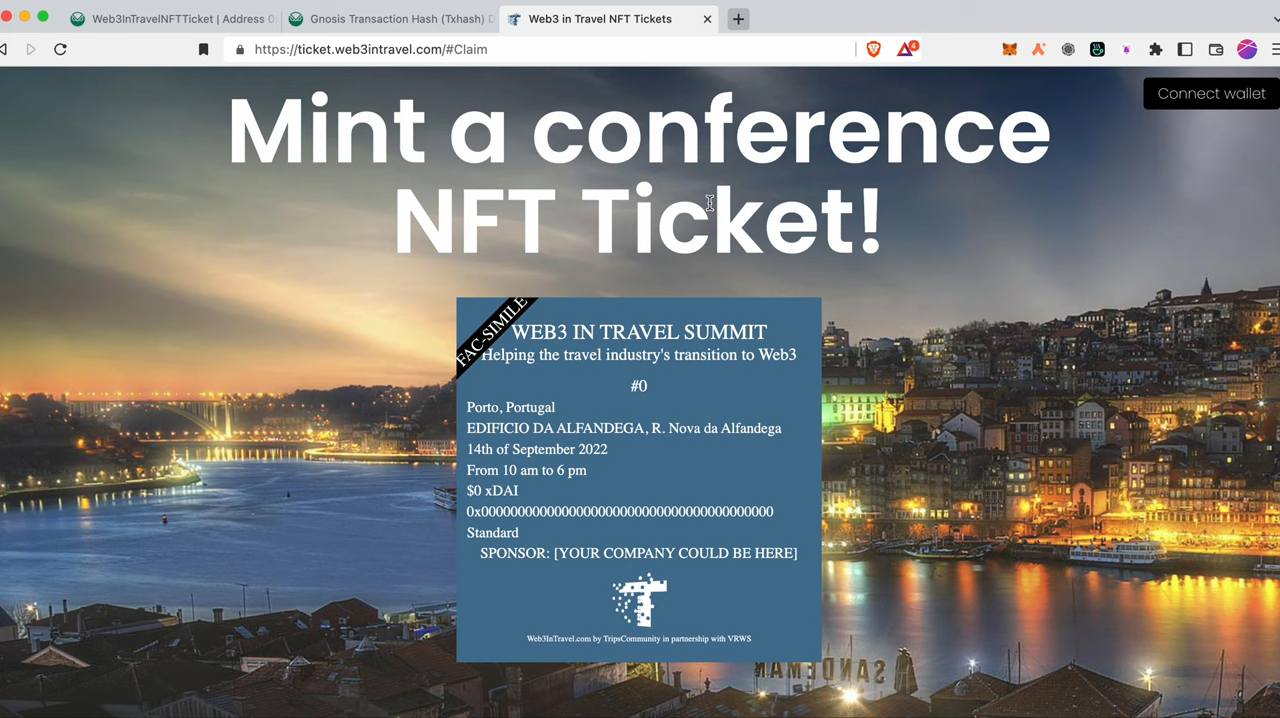 Web3InTravelNFTTicket | Address 0
Gnosis Transaction Hash (Txhash) D
Web3 in Travel NFT Tickets
https://ticket.web3intravel.com/#Claim
4
Connect wallet
Mint a conference
NFT Ticket!
FAC-SIMILE
WEB3 IN TRAVEL SUMMIT
Helping the travel industry's transition to Web3
#0
Porto, Portugal
EDIFICIO DA ALFANDEGA, R. Nova da Alfandega
14th of September 2022
From 10 am to 6 pm
$0 xDAI
0x0000000000000000000000000000000000000000
Standard
SPONSOR: [YOUR COMPANY COULD BE HERE]
Web3InTravel.com by TripsCommunity in partnership with VRWS
SANDEMAN